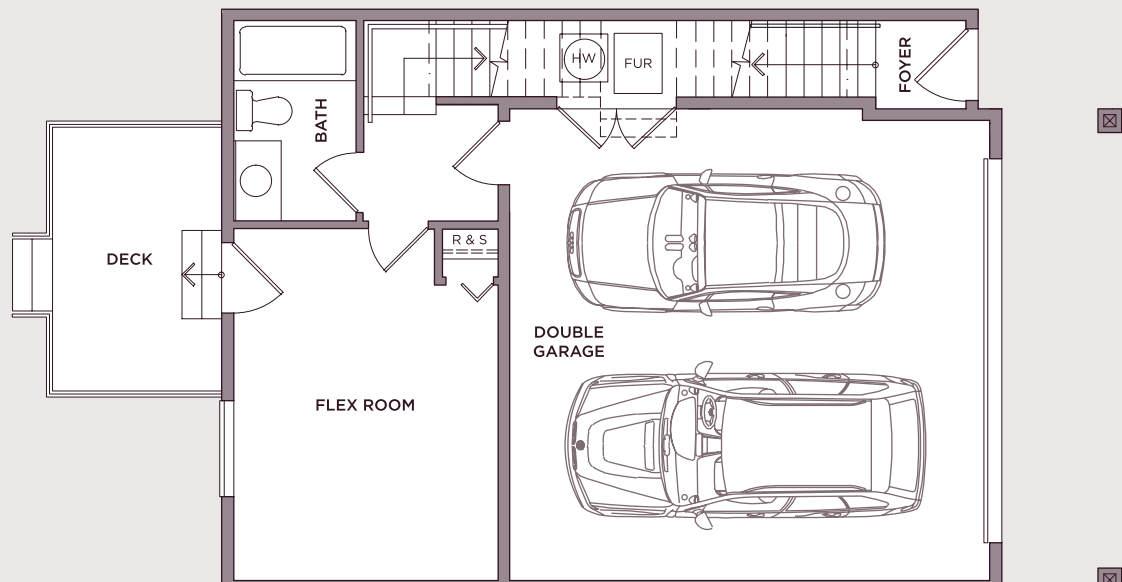 HW
FUR
FOYER
BATH
R & S
DECK
DOUBLE
GARAGE
FLEX ROOM